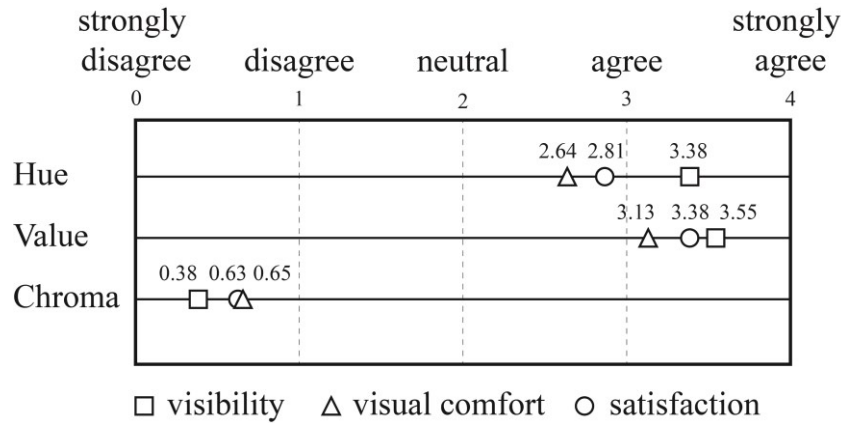 strongly disagree disagree neutral agree strongly agree
0 1 2 3 4
2.64 2.81 3.38
Hue
3.13 3.38 3.55
Value
0.38 0.63 0.65
Chroma
visibility visual comfort satisfaction